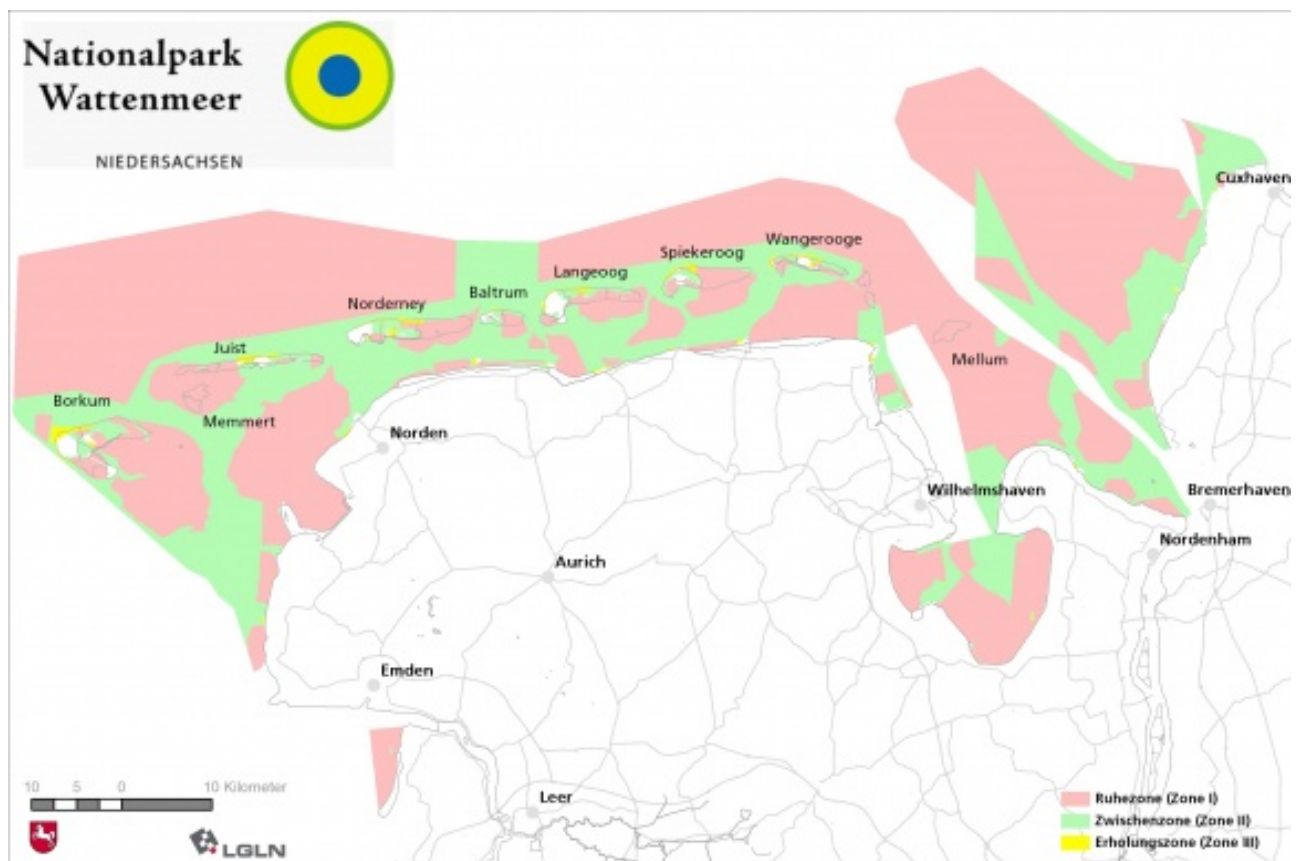 Nationalpark
Wattenmeer
NIEDERSACHSEN
Cuxhaven
Wangerooge
Spiekeroog
Langeoog
Baltrum
Norderney
Juist
Mellum
Borkum
Memmert
Norden
Wilhelmshaven
Bremerhaven
Nordenham
Aurich
Emden
10 5 0 10 Kilometer
Leer
LGLN
Ruhezone (Zone I)
Zwischenzone (Zone II)
Erholungszone (Zone III)